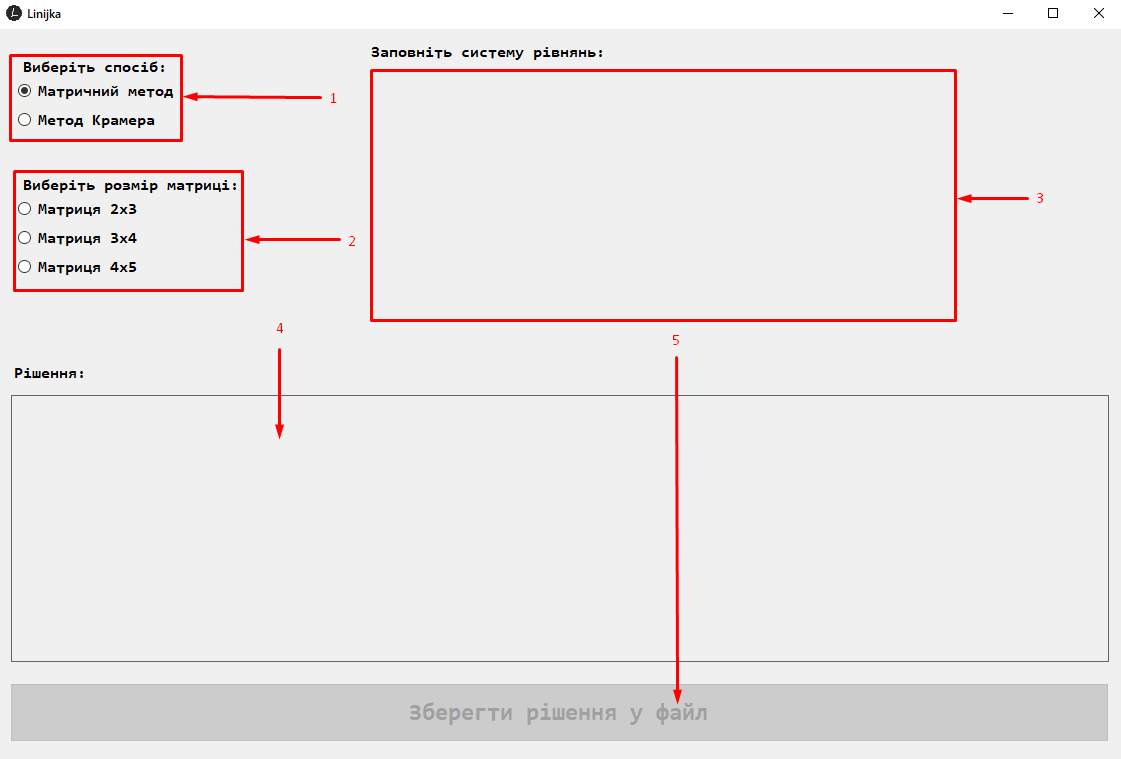 Linijka
Виберіть спосіб:
Матричний метод
Метод Крамера
1
Виберіть розмір матриці:
Матриця 2x3
Матриця 3x4
Матриця 4x5
2
Заповніть систему рівнянь:
3
4
5
Рішення:
Зберегти рішення у файл